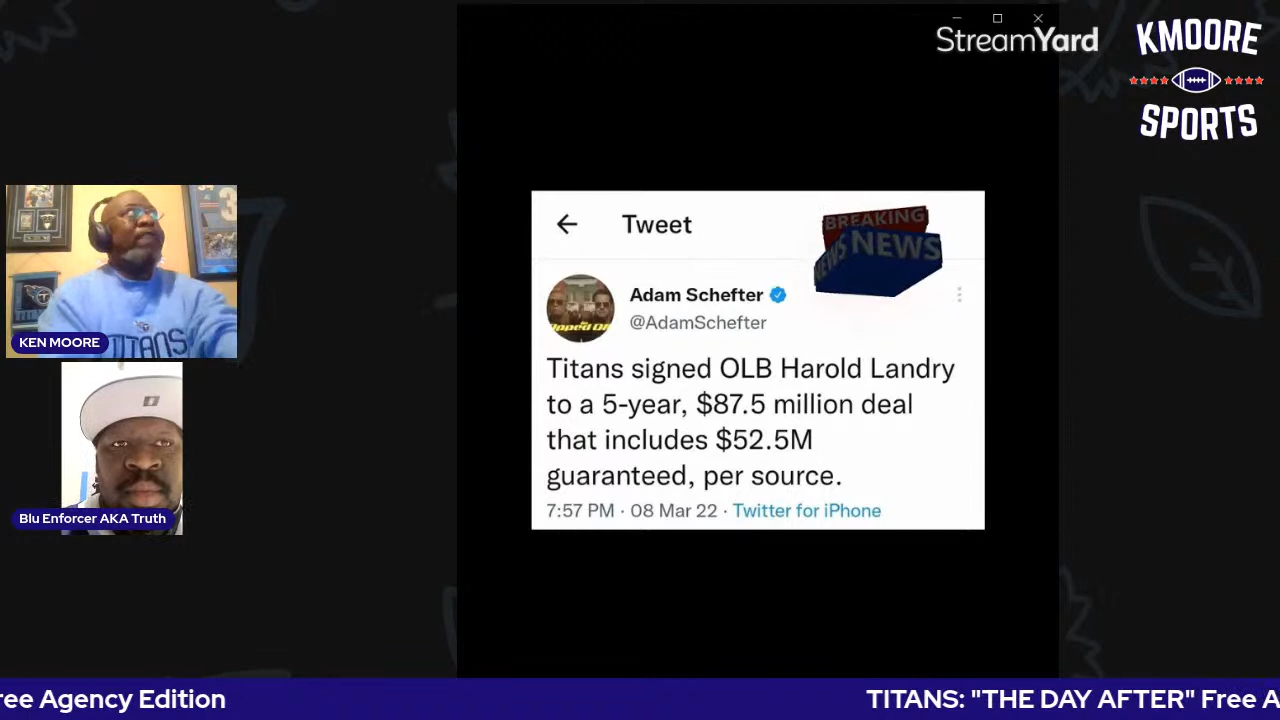 StreamYard
KMOORE
SPORTS
Tweet
BREAKING
NEWS NEWS
Adam Schefter
@AdamSchefter
Titans signed OLB Harold Landry
to a 5-year, $87.5 million deal
that includes $52.5M
guaranteed, per source.
7:57 PM · 08 Mar 22 · Twitter for iPhone
TITANS
KEN MOORE
Blu Enforcer AKA Truth
ree Agency Edition
TITANS: "THE DAY AFTER" Free A